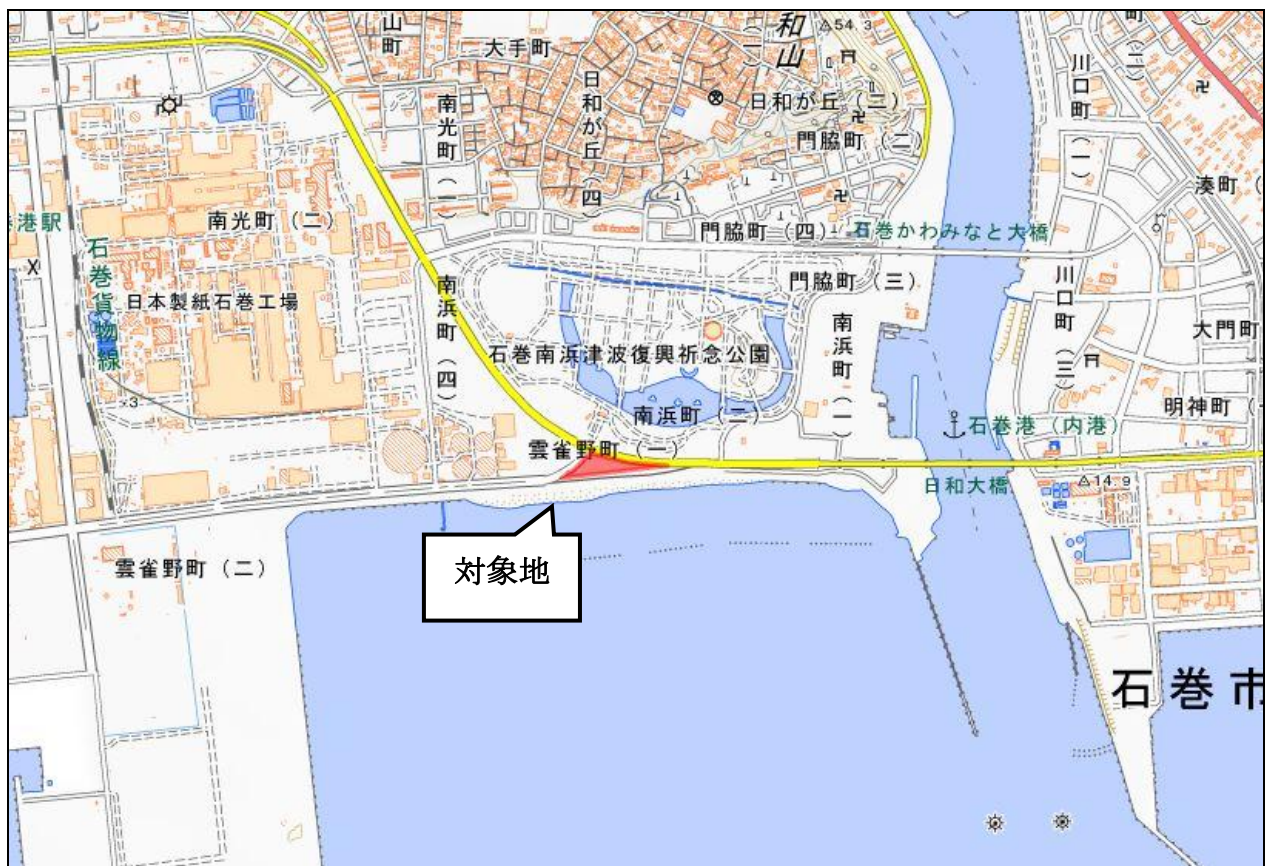 大手町
和山
54.3
山町
南光町(一)
日和が丘(四)
日和が丘(三)
門脇町(二)
川口町(一)
湊町
南光町(二)
港駅
石巻貨物線
日本製紙石巻工場
門脇町(四)
石巻かわみなと大橋
門脇町(三)
川口町(三)
大門町
南浜町(四)
石巻南浜津波復興祈念公園
南浜町(一)
南浜町(二)
明神町
石巻港(内港)
雲雀野町(一)
日和大橋
14.9
3
対象地
雲雀野町(二)
石巻市